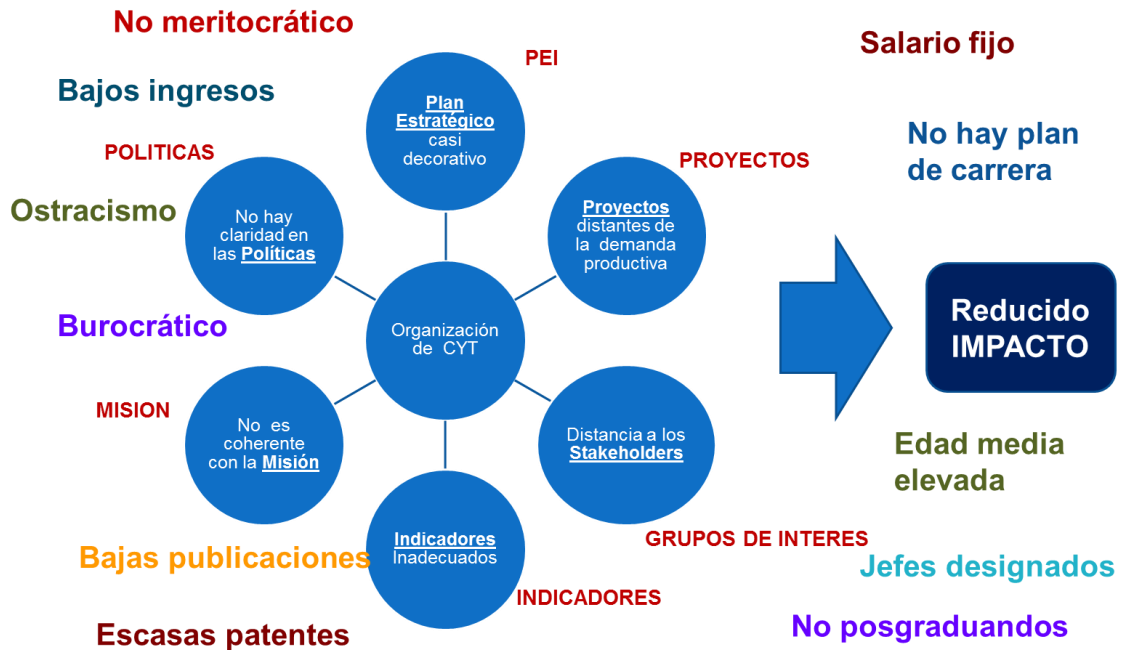 No meritocrático
Salario fijo
PEI
Bajos ingresos
Plan
Estratégico
casi
decorativo
No hay plan
de carrera
POLITICAS
PROYECTOS
Ostracismo
No hay
claridad en
las Políticas
Proyectos
distantes de
la demanda
productiva
Burocrático
Organización
de CYT
Reducido
IMPACTO
MISION
No es
coherente
con la Misión
Distancia a los
Stakeholders
Edad media
elevada
Bajas publicaciones
Indicadores
Inadecuados
GRUPOS DE INTERES
Jefes designados
INDICADORES
Escasas patentes
No posgraduandos